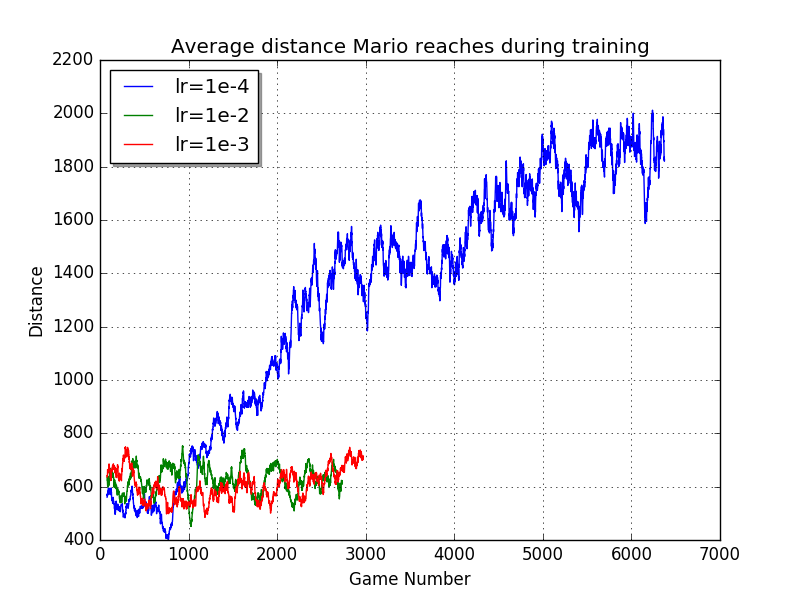 Average distance Mario reaches during training
2200
2000
1800
1600
1400
1200
1000
800
600
400
Distance
lr=1e-4
lr=1e-2
lr=1e-3
0 1000 2000 3000 4000 5000 6000 7000
Game Number